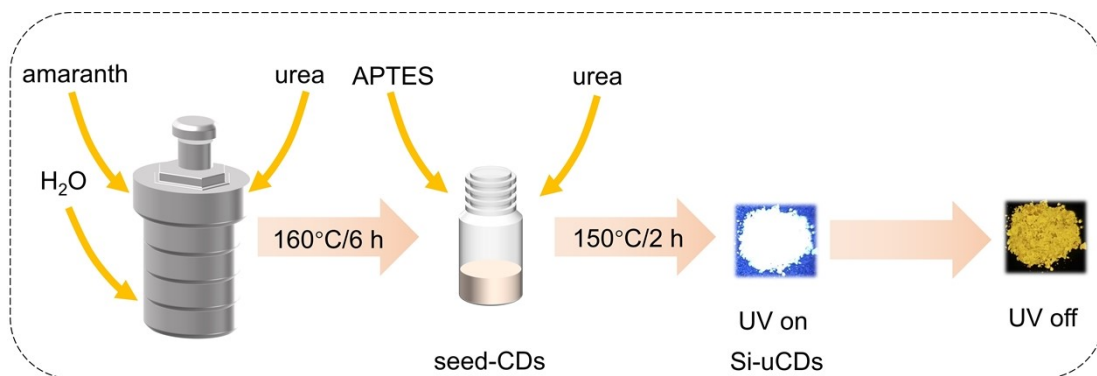 amaranth
urea
H₂O
160°C/6 h
APTES
urea
seed-CDs
150°C/2 h
UV on
Si-uCDs
UV off